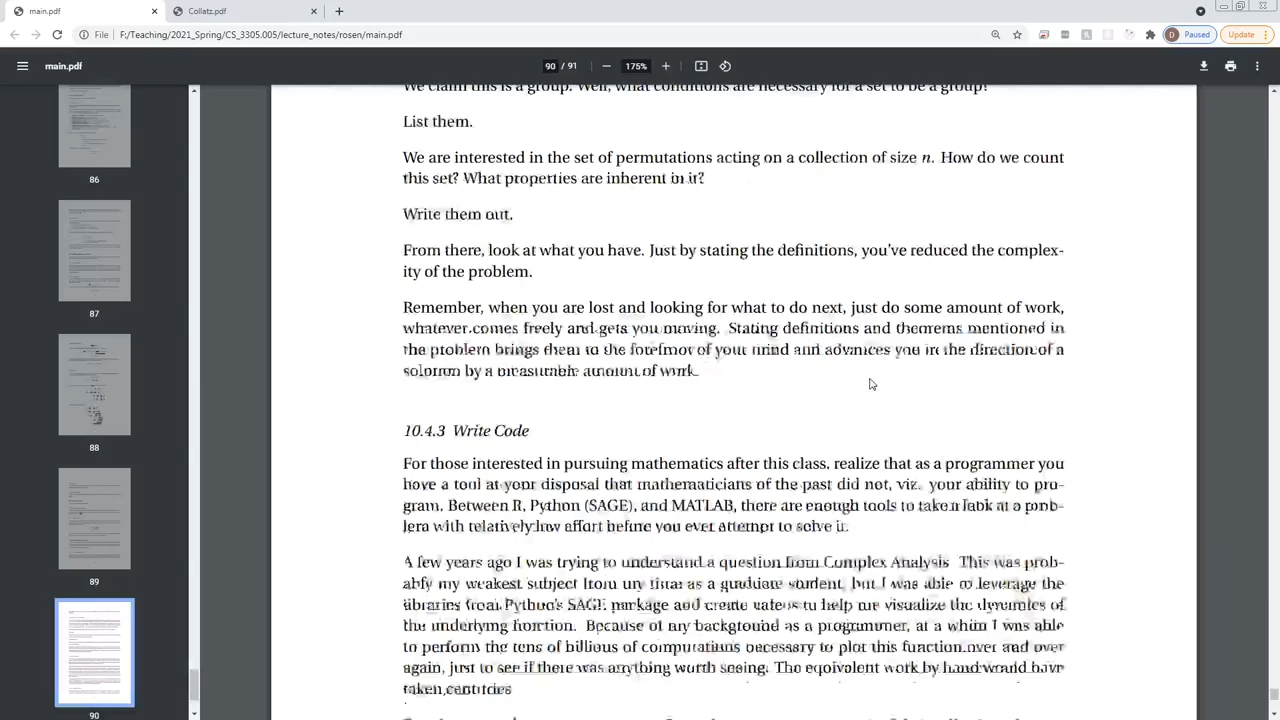 main.pdf
Collatz.pdf
File F:/Teaching/2021_Spring/CS_3305.005/lecture_notes/rosen/main.pdf
Paused
Update
main.pdf
90 / 91
175%
We claim this is a group. Well, what conditions are necessary for a set to be a group?
List them.
We are interested in the set of permutations acting on a collection of size n. How do we count
this set? What properties are inherent in it?
Write them out.
From there, look at what you have. Just by stating the definitions, you've reduced the complex-
ity of the problem.
Remember, when you are lost and looking for what to do next, just do some amount of work,
whatever comes freely and gets you moving. Stating definitions and theorems mentioned in
the problem brings them to the forefront of your mind and advances you in the direction of a
solution by a measurable amount of work.
10.4.3 Write Code
For those interested in pursuing mathematics after this class, realize that as a programmer you
have a tool at your disposal that mathematicians of the past did not, viz. your ability to pro-
gram. Between Python (SAGE), and MATLAB, there are enough tools to take a look at a prob-
lem with relatively low effort before you ever attempt to solve it.
A few years ago I was trying to understand a question from Complex Analysis. This was prob-
ably my weakest subject from my time as a graduate student, but I was able to leverage the
libraries from Python's SAGE package and create to help me visualize the dynamics of
the underlying function. Because of my background as a programmer, I was able
to perform of billions of computations necessary to plot this function over and over
again, just to see if there was anything worth seeing. The equivalent work by hand would have
taken centuries.
86
87
88
89
90